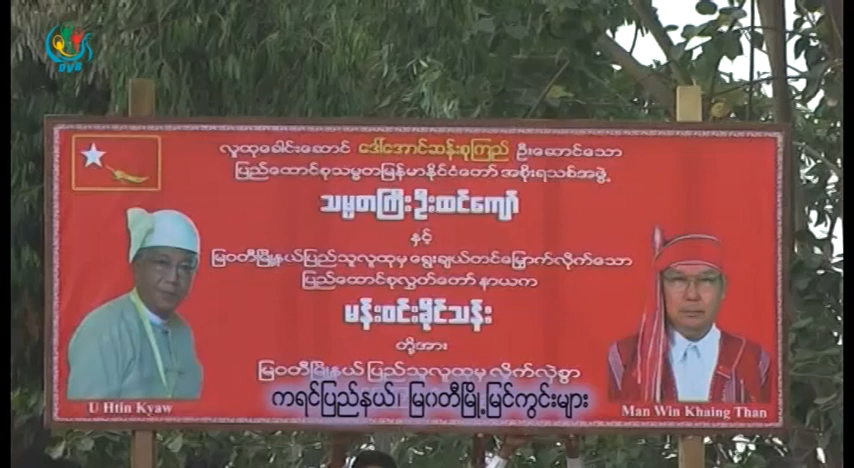 DVB
လူထုခေါင်းဆောင် ဒေါ်အောင်ဆန်းစုကြည် ဦးဆောင်သော
ပြည်ထောင်စုသမ္မတမြန်မာနိုင်ငံတော် အစိုးရသစ်အဖွဲ့
သမ္မတကြီးဦးထင်ကျော်
နှင့်
မြဝတီမြို့နယ်ပြည်သူလူထုမှ ရွေးချယ်တင်မြှောက်လိုက်သော
ပြည်ထောင်စုလွှတ်တော် နာယက
မန်းဝင်းခိုင်သန်း
တို့အား
မြဝတီမြို့နယ် ပြည်သူလူထုမှ လှိုက်လှဲစွာ
ကရင်ပြည်နယ်၊ မြဝတီမြို့ မြင်ကွင်းများ
U Htin Kyaw
Man Win Khaing Than